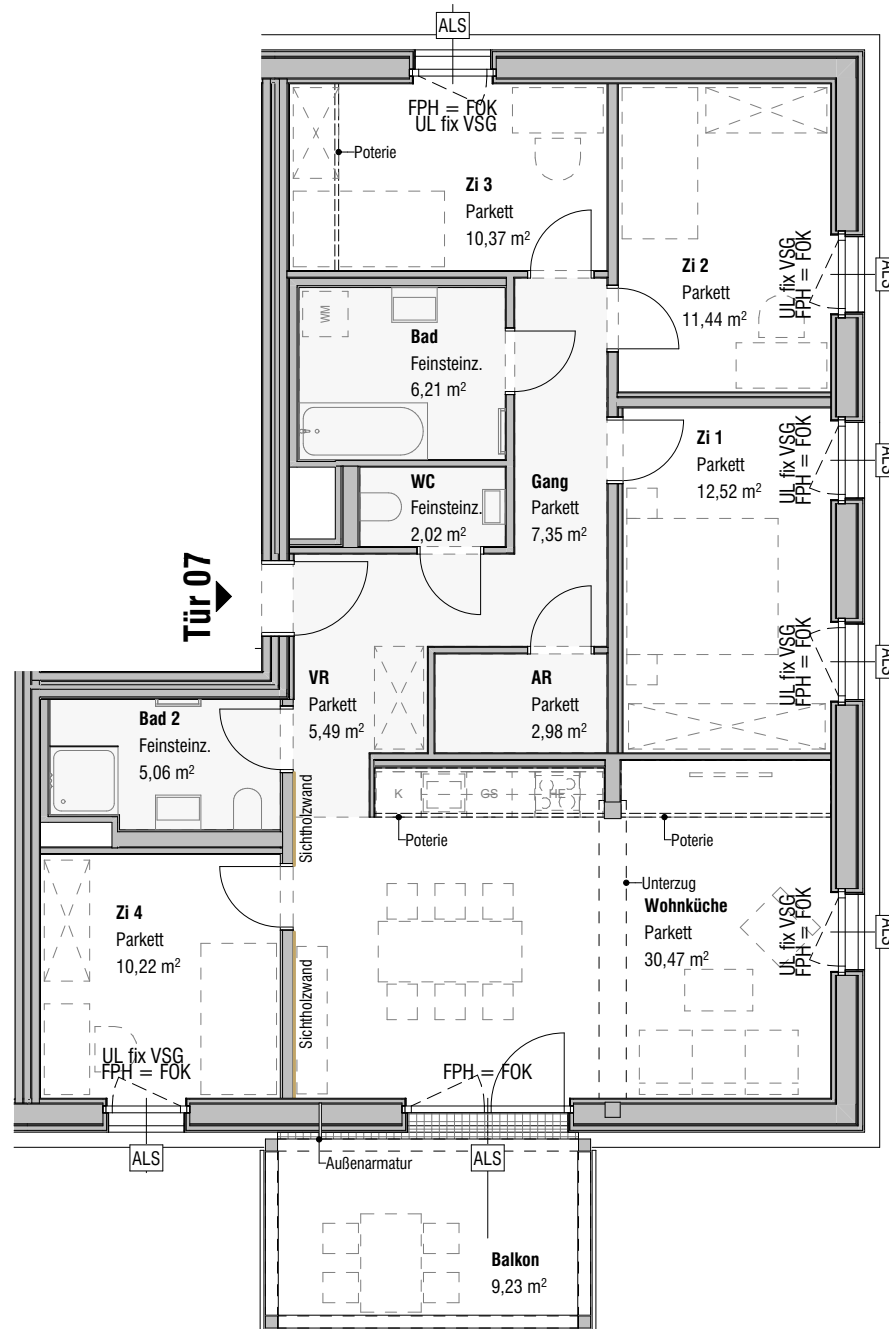 ALS
FPH = FOK
UL fix VSG
Poterie
Zi 3
Parkett
10,37 m²
Zi 2
Parkett
11,44 m²
UL fix VSG
FPH = FOK
ALS
WM
Bad
Feinsteinz.
6,21 m²
Zi 1
Parkett
12,52 m²
UL fix VSG
FPH = FOK
ALS
WC
Feinsteinz.
2,02 m²
Gang
Parkett
7,35 m²
Tür 07
UL fix VSG
FPH = FOK
ALS
VR
Parkett
5,49 m²
AR
Parkett
2,98 m²
Bad 2
Feinsteinz.
5,06 m²
Sichtholzwand
K
GS
HE
Poterie
Poterie
Unterzug
Wohnküche
Parkett
30,47 m²
UL fix VSG
FPH = FOK
ALS
Zi 4
Parkett
10,22 m²
Sichtholzwand
UL fix VSG
FPH = FOK
FPH = FOK
ALS
Außenarmatur
ALS
Balkon
9,23 m²